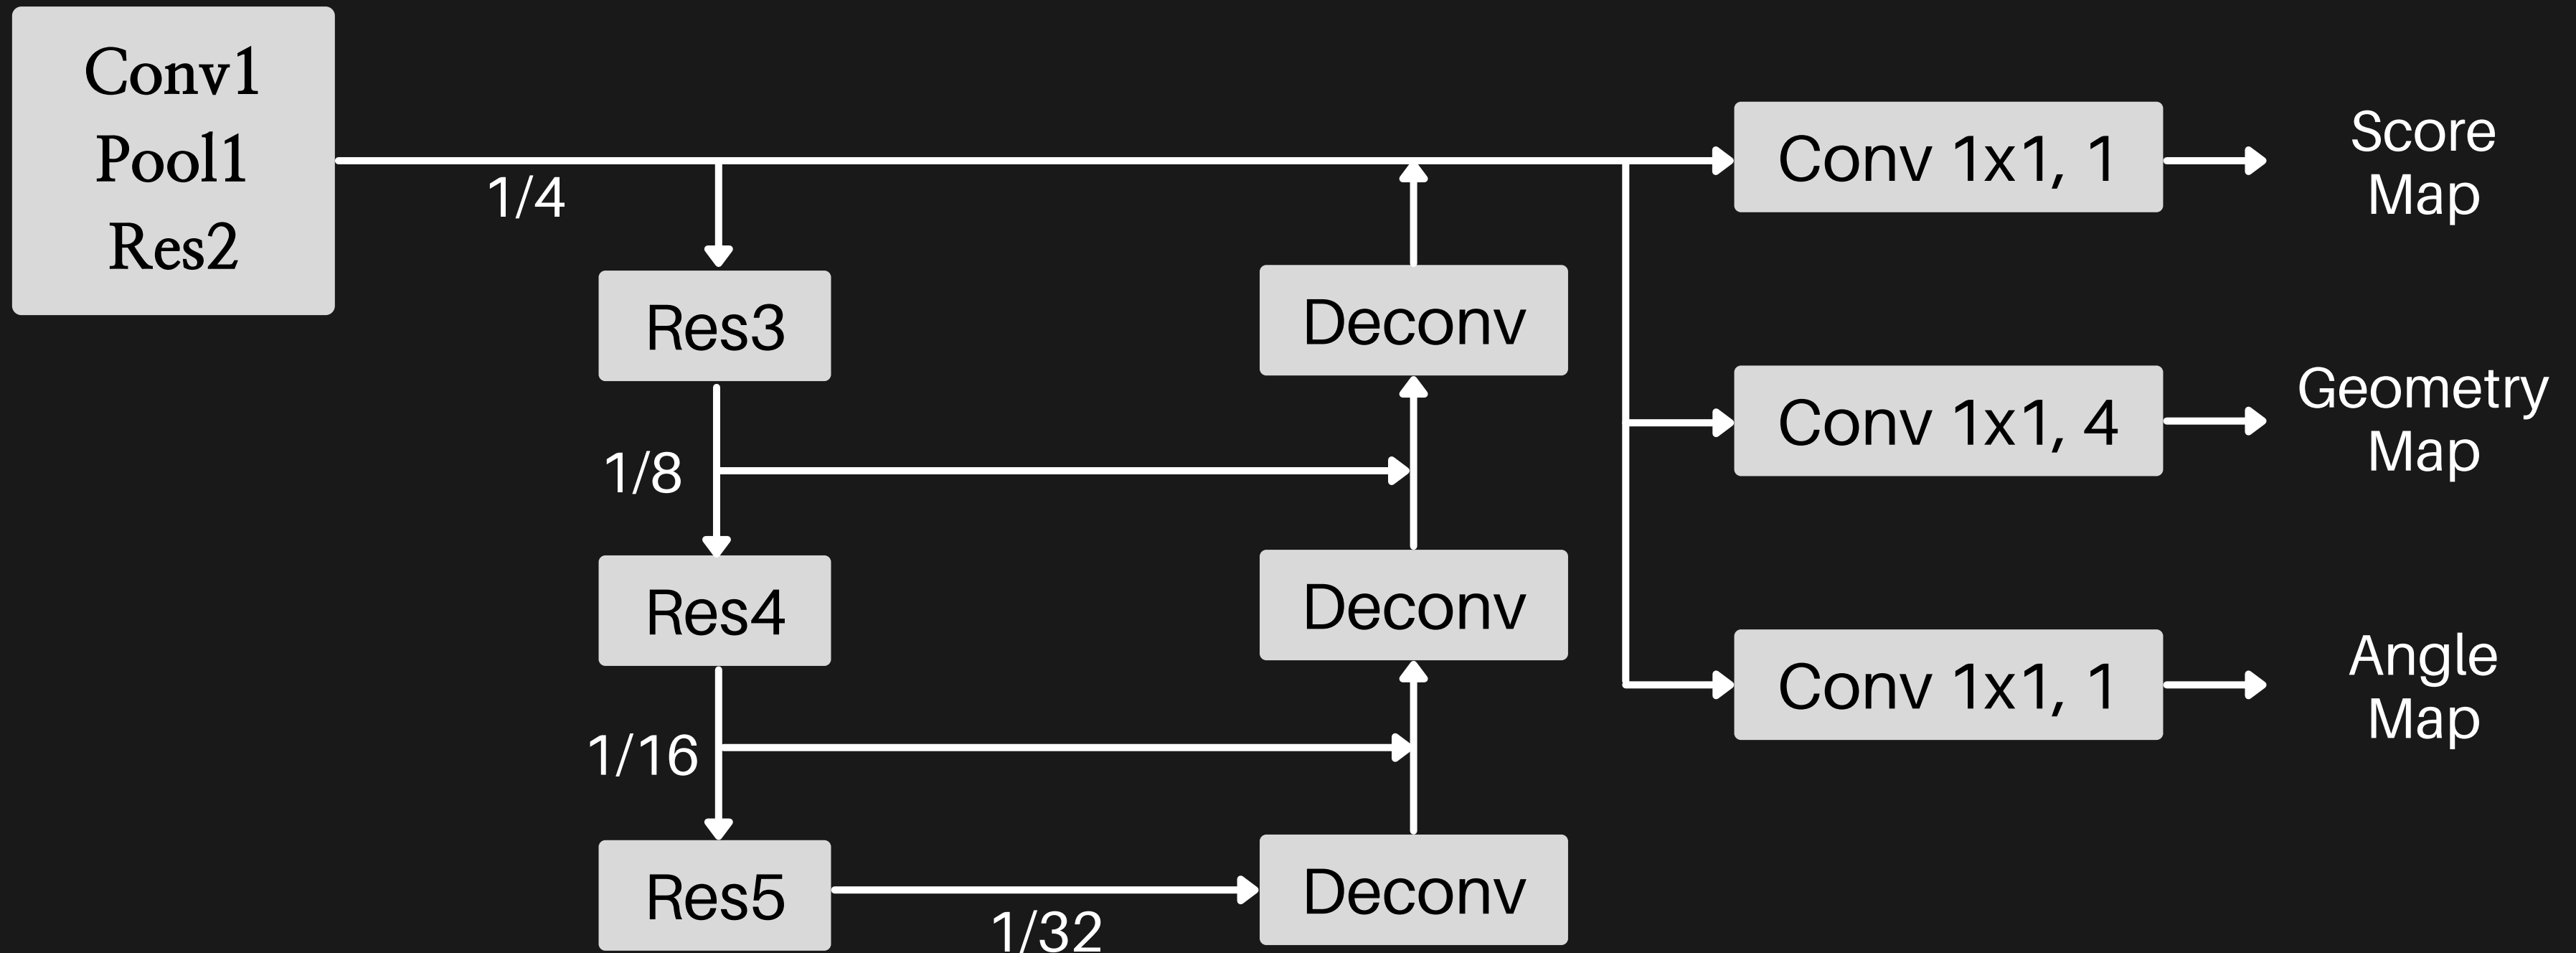 Conv1
Pool1
Res2
1/4
Res3
1/8
Res4
1/16
Res5
1/32
Deconv
Deconv
Deconv
Conv 1x1, 1
Score
Map
Conv 1x1, 4
Geometry
Map
Conv 1x1, 1
Angle
Map